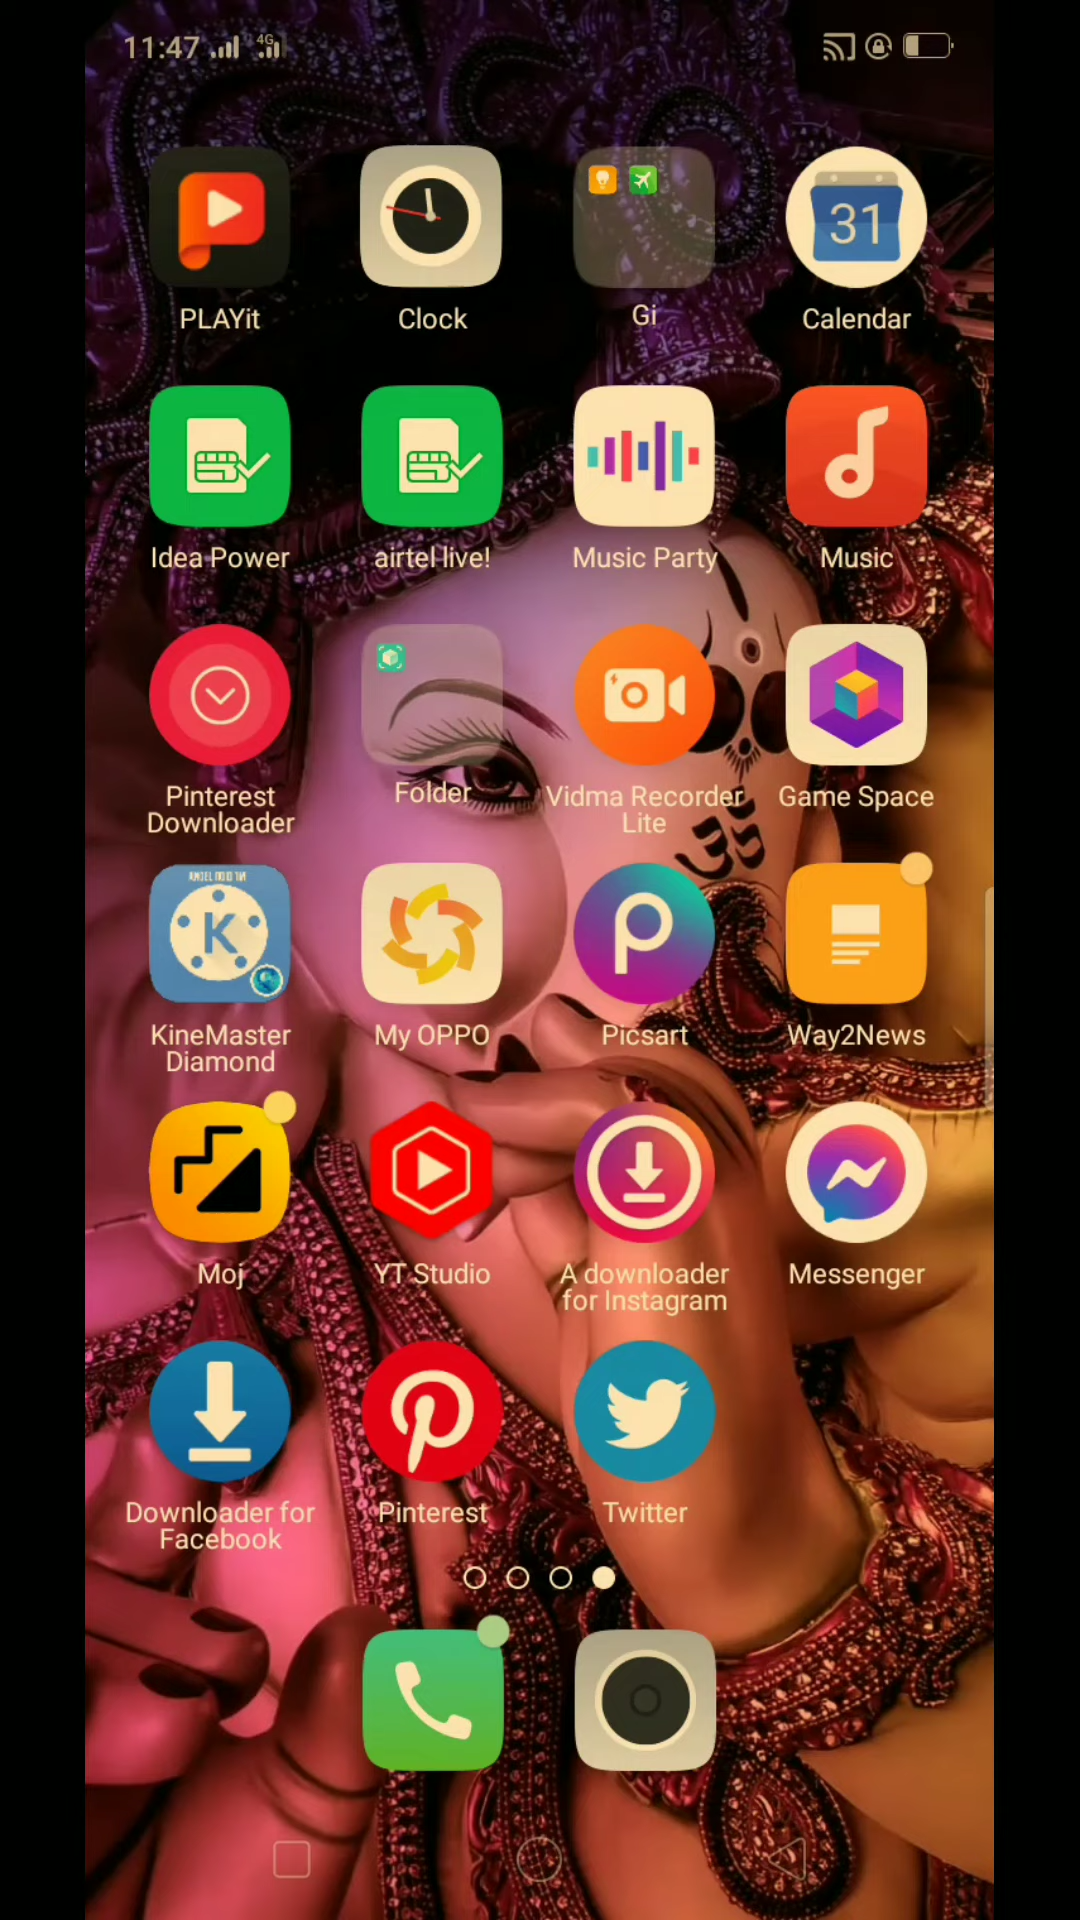 11:47
4G
PLAYit
Clock
Gi
31
Calendar
Idea Power
airtel live!
Music Party
Music
Pinterest
Downloader
Folder
Vidma Recorder
Lite
Game Space
ॐ
K
KineMaster
Diamond
My OPPO
Picsart
Way2News
Moj
YT Studio
A downloader
for Instagram
Messenger
Downloader for
Facebook
Pinterest
Twitter